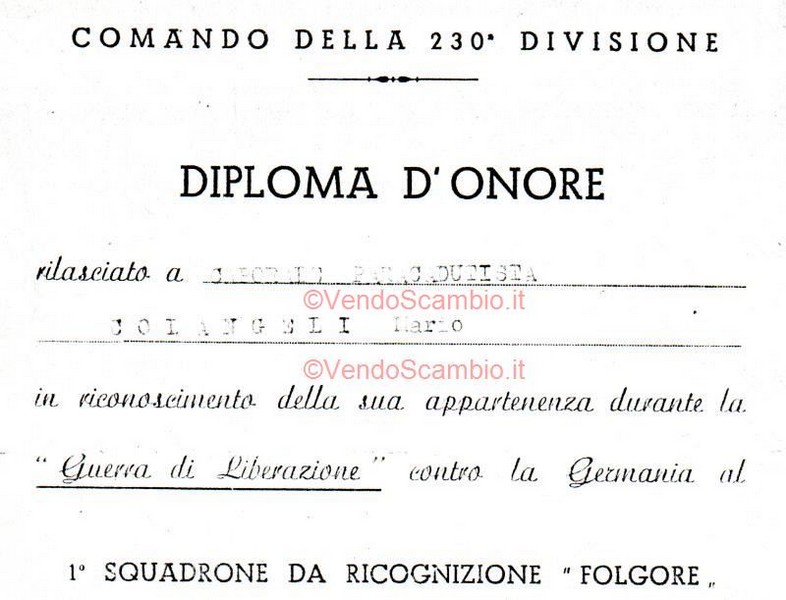 COMANDO DELLA 230ª DIVISIONE
DIPLOMA D'ONORE
rilasciato a CAPORALE PARACADUTISTA
©VendoScambio.it
COLANGELI Mario
©VendoScambio.it
in riconoscimento della sua appartenenza durante la
"Guerra di Liberazione" contro la Germania al
1° SQUADRONE DA RICOGNIZIONE "FOLGORE„